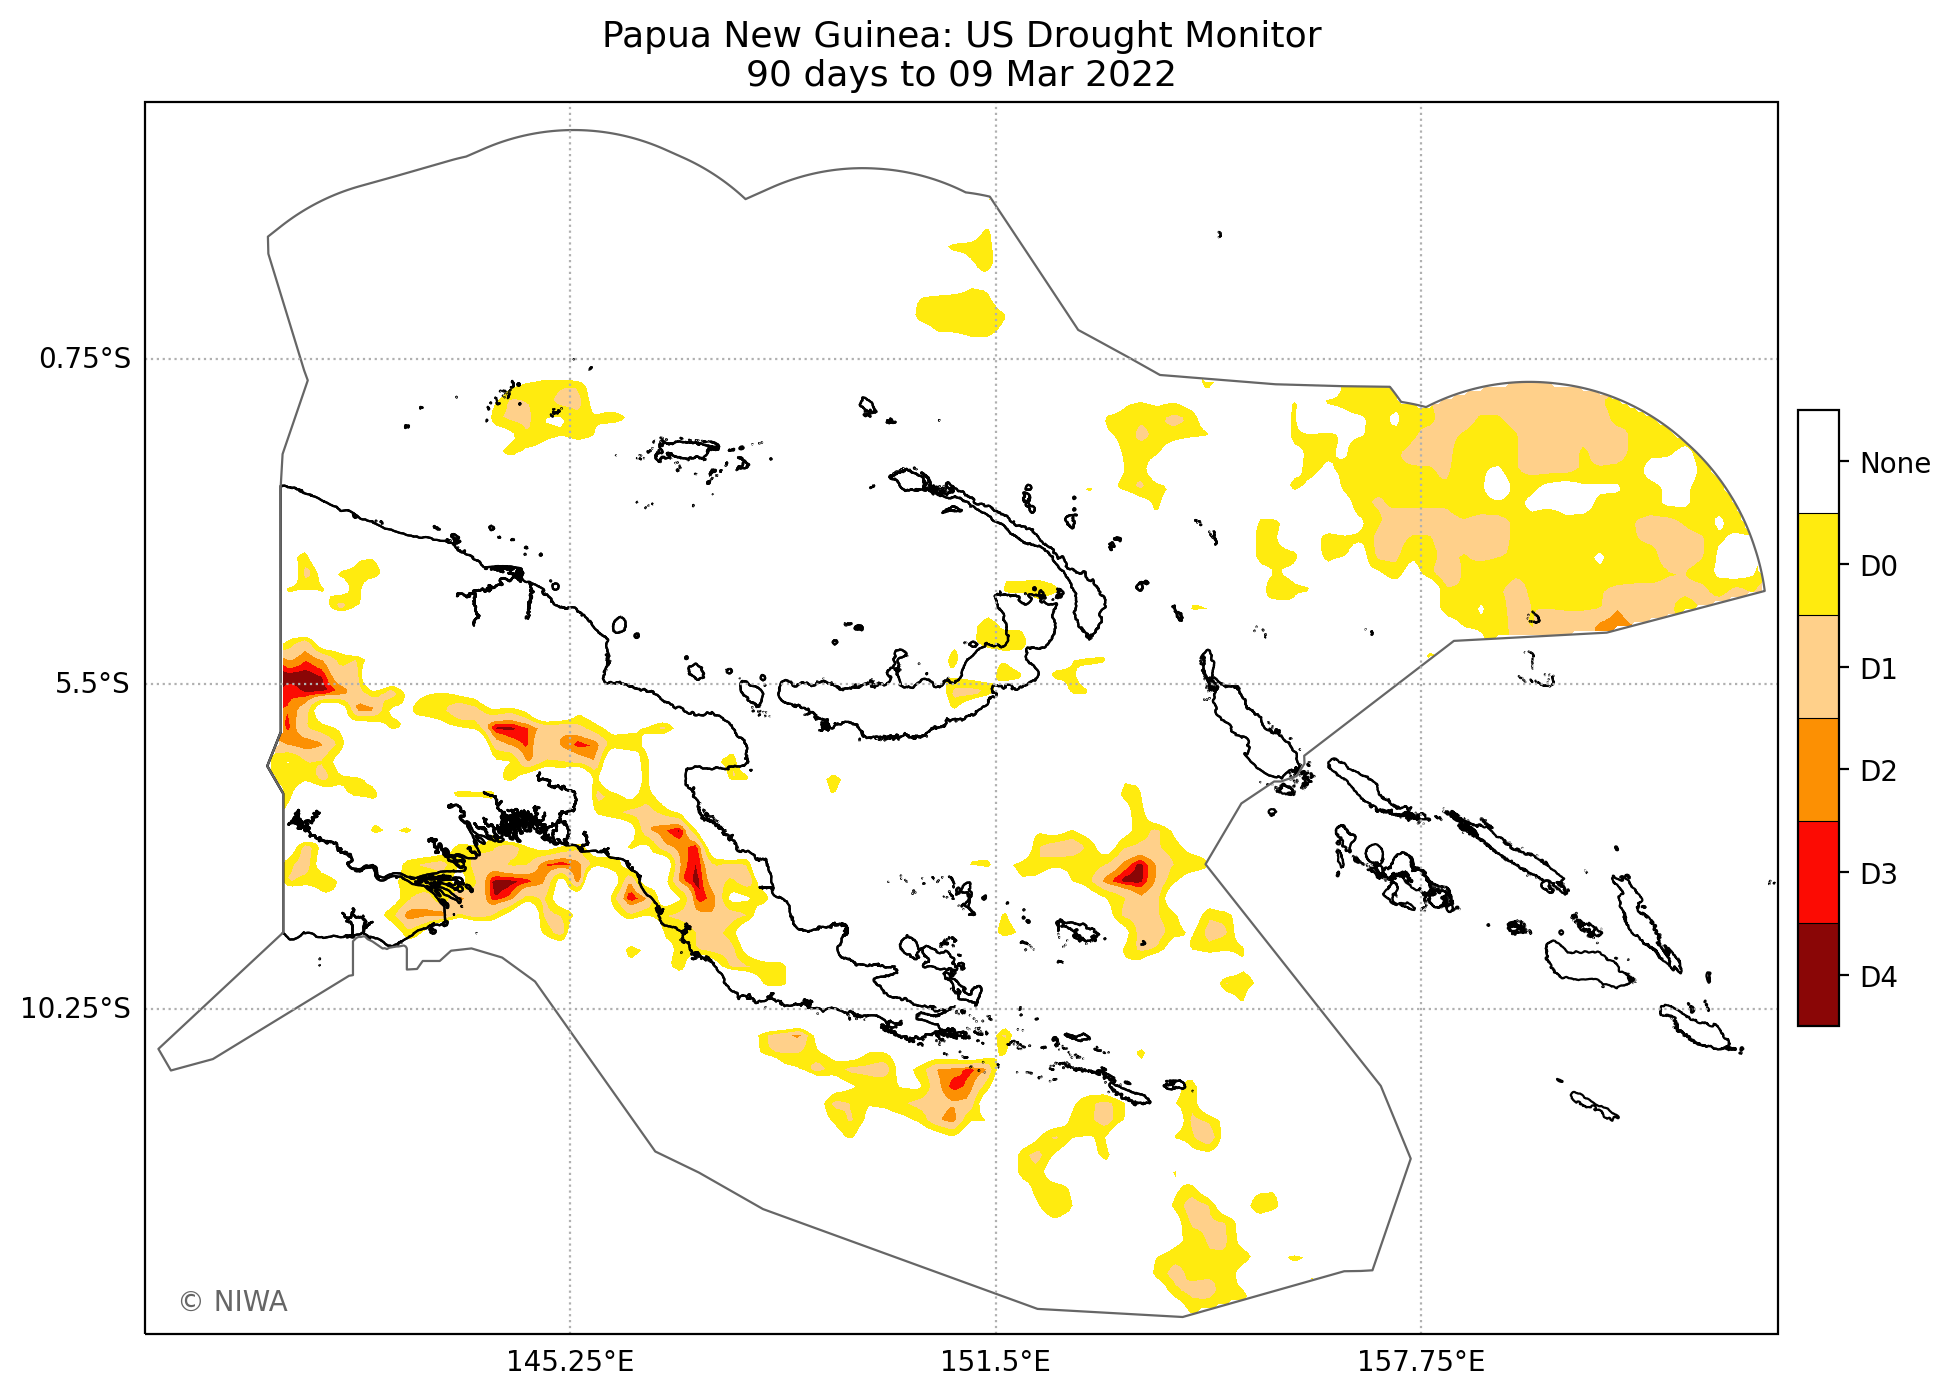 Papua New Guinea: US Drought Monitor
90 days to 09 Mar 2022
0.75°S
5.5°S
10.25°S
145.25°E
151.5°E
157.75°E
None
D0
D1
D2
D3
D4
© NIWA